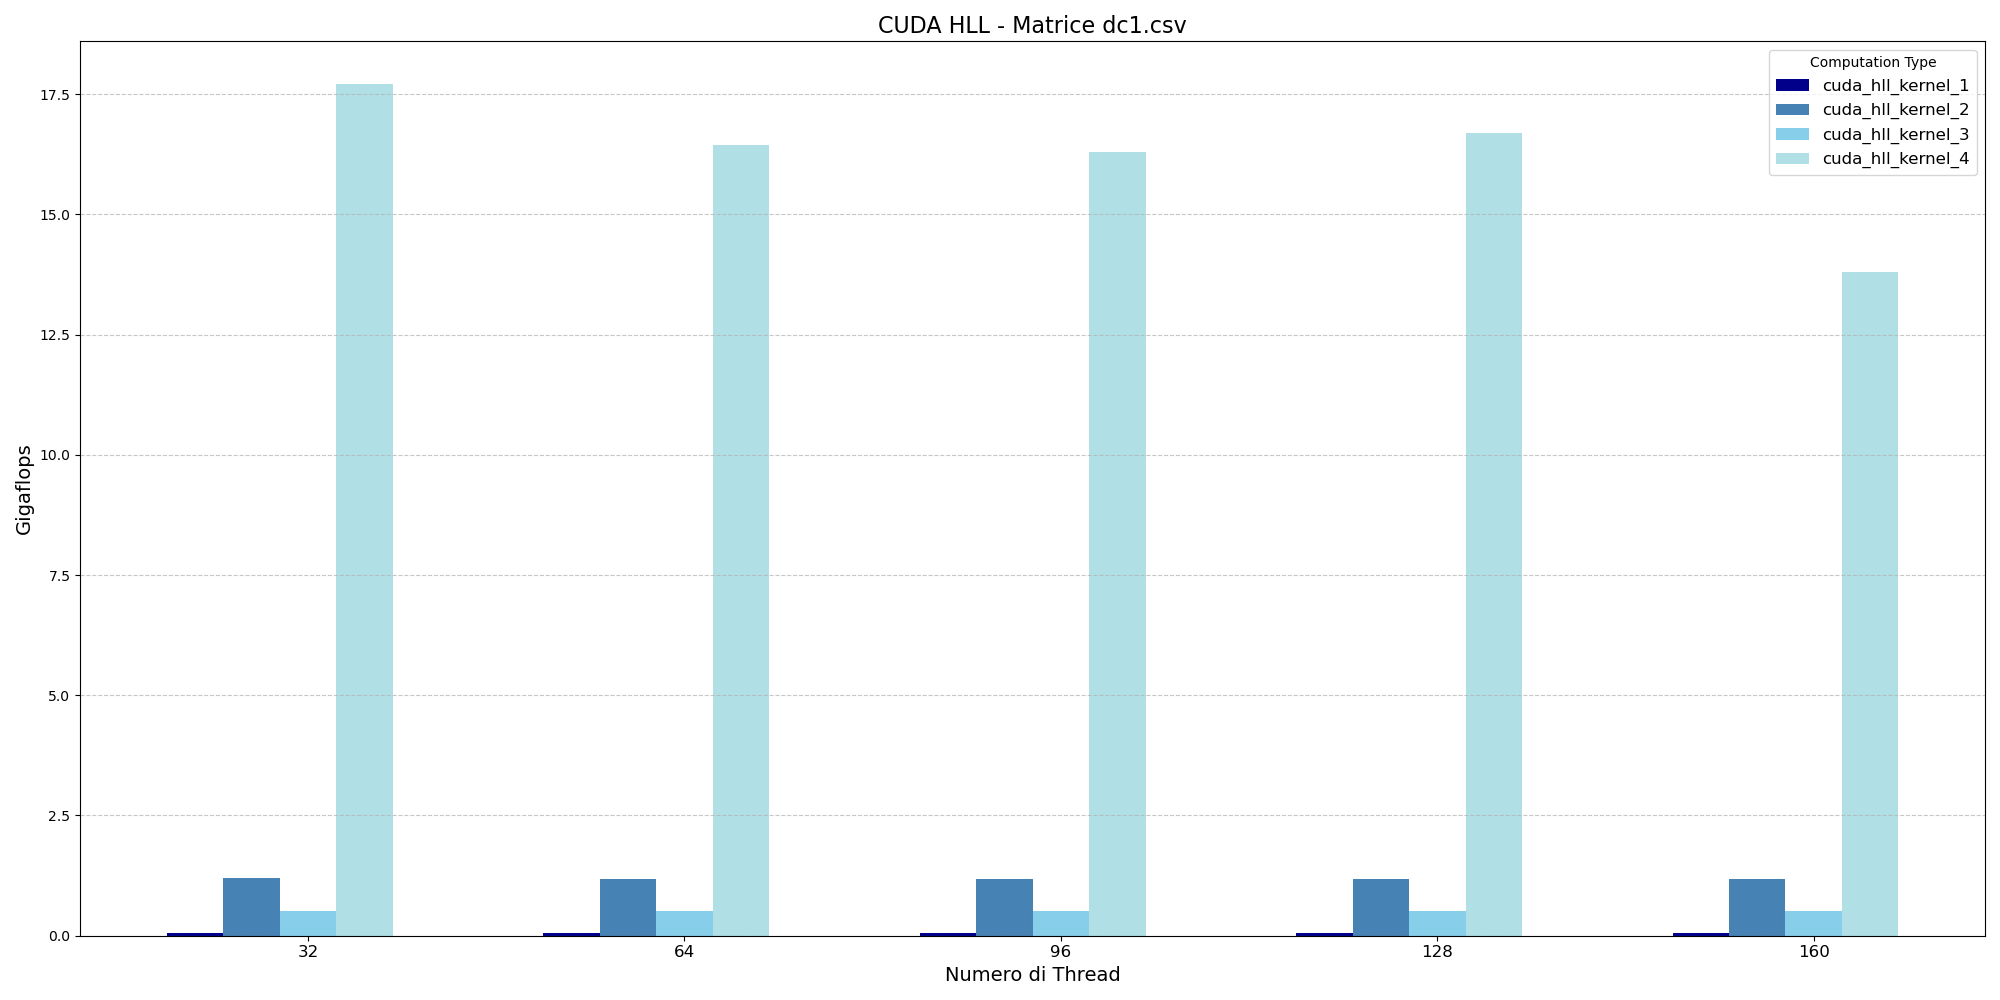 CUDA HLL - Matrice dc1.csv
Computation Type
cuda_hll_kernel_1
cuda_hll_kernel_2
cuda_hll_kernel_3
cuda_hll_kernel_4
Gigaflops
17.5
15.0
12.5
10.0
7.5
5.0
2.5
0.0
32 64 96 128 160
Numero di Thread